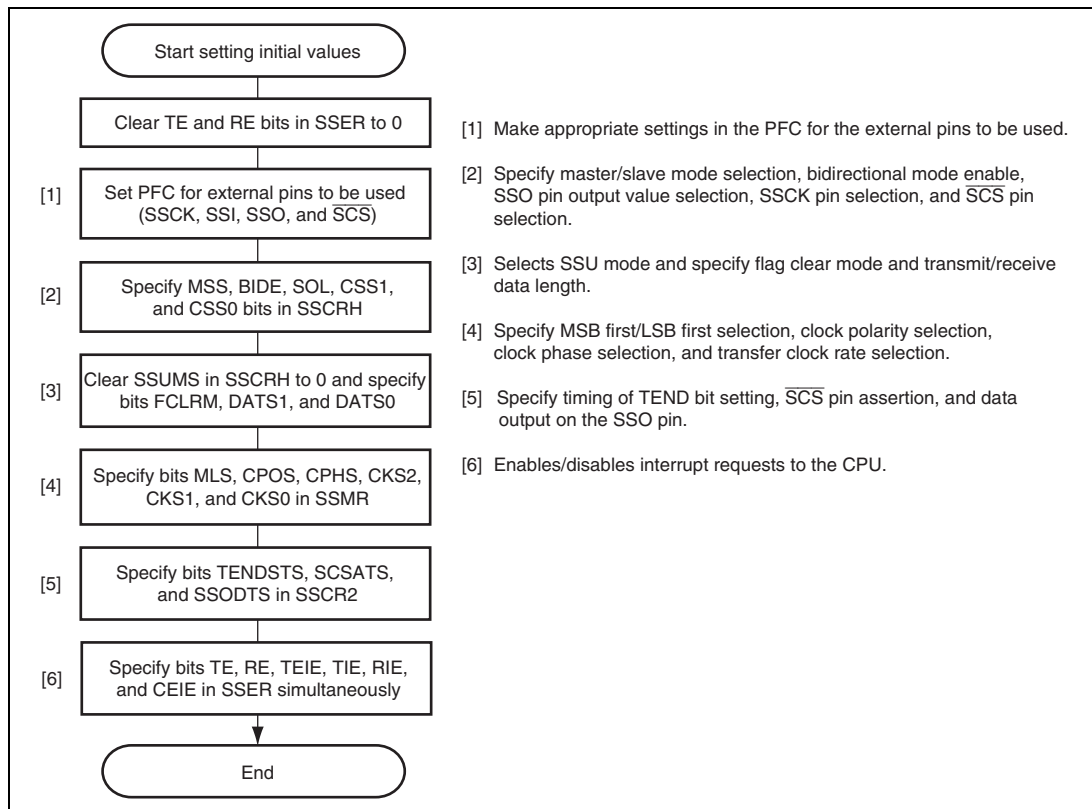 Start setting initial values
Clear TE and RE bits in SSER to 0
[1]
Set PFC for external pins to be used
(SSCK, SSI, SSO, and SCS)
[2]
Specify MSS, BIDE, SOL, CSS1,
and CSS0 bits in SSCRH
[3]
Clear SSUMS in SSCRH to 0 and specify
bits FCLRM, DATS1, and DATS0
[4]
Specify bits MLS, CPOS, CPHS, CKS2,
CKS1, and CKS0 in SSMR
[5]
Specify bits TENDSTS, SCSATS,
and SSODTS in SSCR2
[6]
Specify bits TE, RE, TEIE, TIE, RIE,
and CEIE in SSER simultaneously
End
[1] Make appropriate settings in the PFC for the external pins to be used.
[2] Specify master/slave mode selection, bidirectional mode enable,
SSO pin output value selection, SSCK pin selection, and SCS pin
selection.
[3] Selects SSU mode and specify flag clear mode and transmit/receive
data length.
[4] Specify MSB first/LSB first selection, clock polarity selection,
clock phase selection, and transfer clock rate selection.
[5] Specify timing of TEND bit setting, SCS pin assertion, and data
output on the SSO pin.
[6] Enables/disables interrupt requests to the CPU.